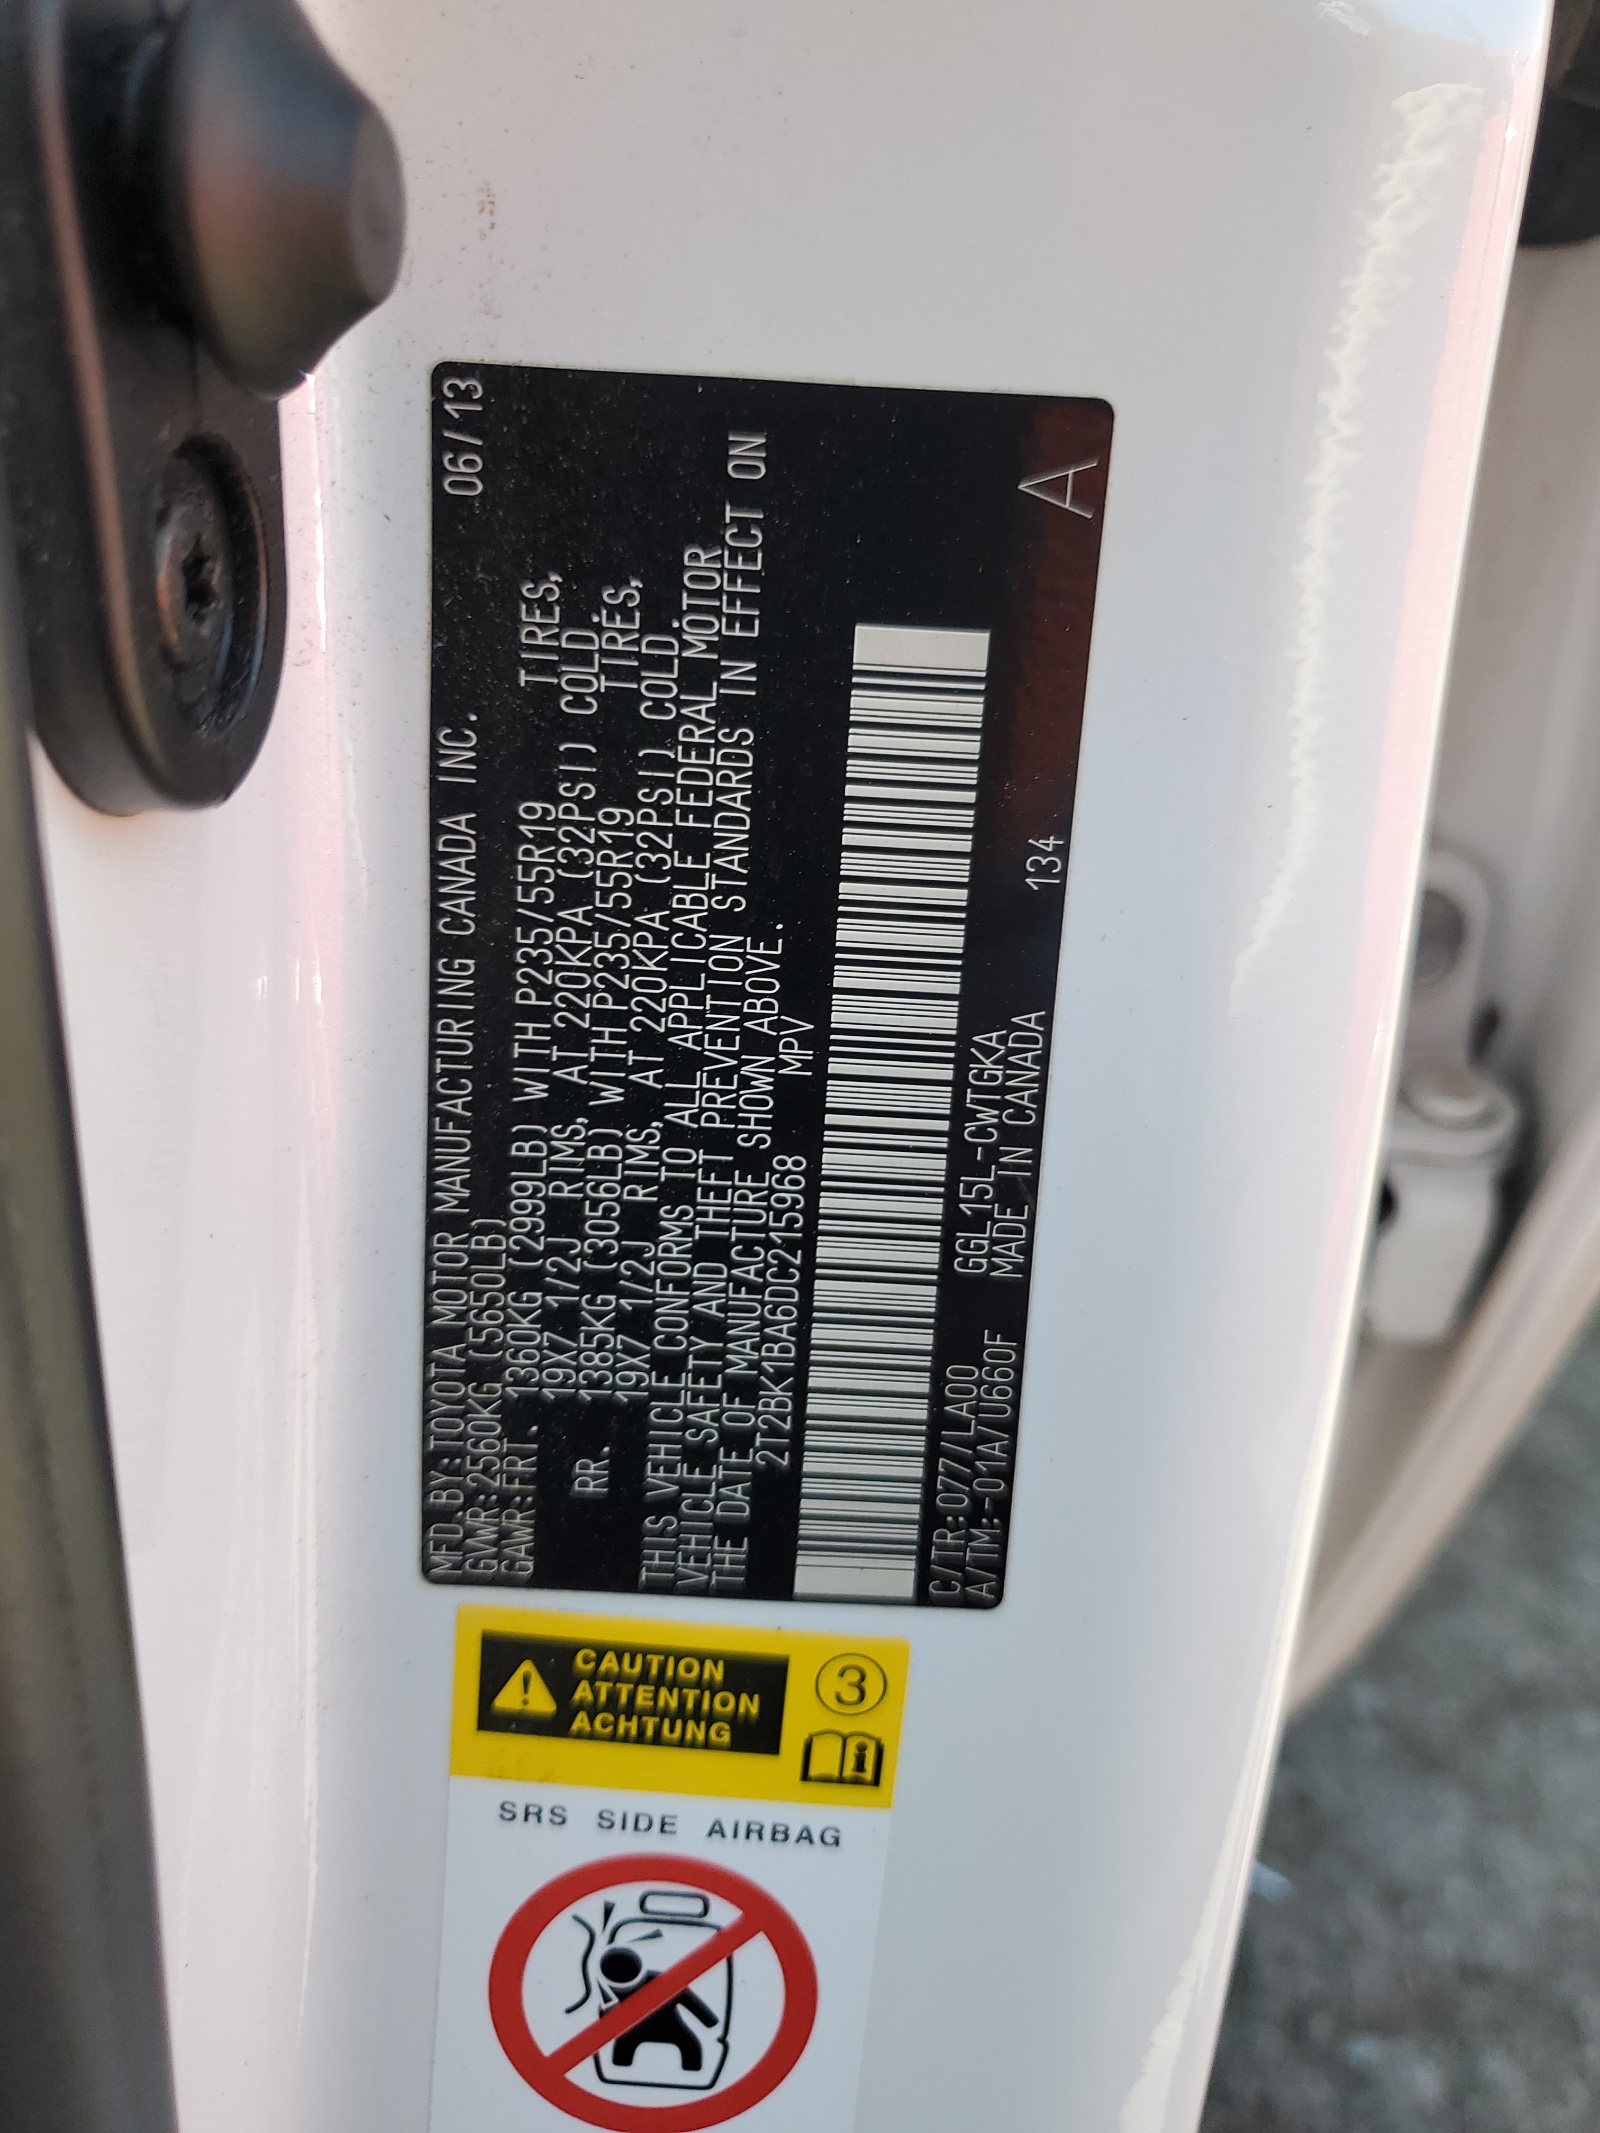 MFD.BY:TOYOTA MOTOR MANUFACTURING CANADA INC. 06/13
GVWR:2560KG (5650LB)
GAWR:FRT. 1360KG (2999LB) WITH P235/55R19 TIRES,
19X7 1/2J RIMS, AT 220KPA (32PSI) COLD.
RR. 1385KG (3056LB) WITH P235/55R19 TIRES,
19X7 1/2J RIMS, AT 220KPA (32PSI) COLD.
THIS VEHICLE CONFORMS TO ALL APPLICABLE FEDERAL MOTOR
VEHICLE SAFETY AND THEFT PREVENTION STANDARDS IN EFFECT ON
THE DATE OF MANUFACTURE SHOWN ABOVE.
2T2BK1BA6DC215968 MPV
C/TR:077/LA00 GGL15L-CWTGKA
A/TM:-01A/U660F MADE IN CANADA 134 A
CAUTION
ATTENTION
ACHTUNG
3
i
SRS SIDE AIRBAG